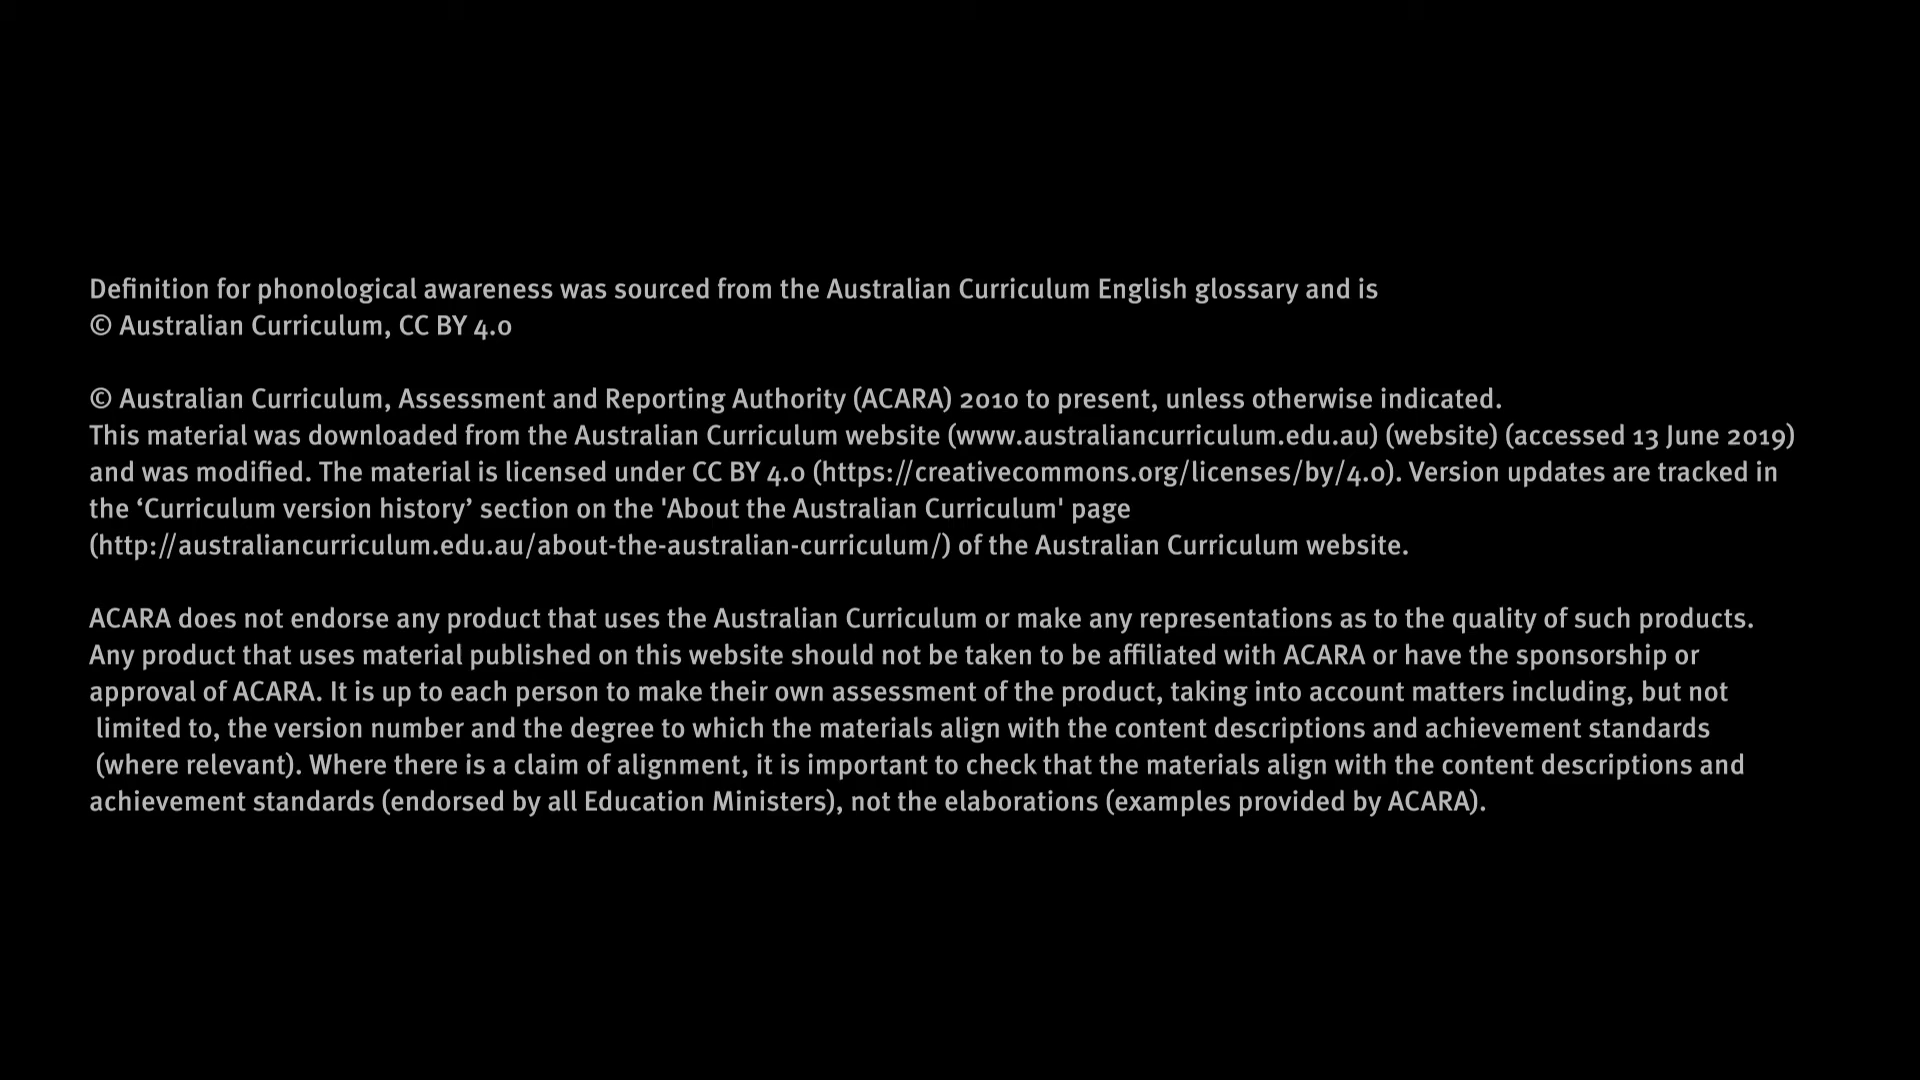 Definition for phonological awareness was sourced from the Australian Curriculum English glossary and is
© Australian Curriculum, CC BY 4.0
© Australian Curriculum, Assessment and Reporting Authority (ACARA) 2010 to present, unless otherwise indicated.
This material was downloaded from the Australian Curriculum website (www.australiancurriculum.edu.au) (website) (accessed 13 June 2019)
and was modified. The material is licensed under CC BY 4.0 (https://creativecommons.org/licenses/by/4.0). Version updates are tracked in
the ‘Curriculum version history’ section on the 'About the Australian Curriculum' page
(http://australiancurriculum.edu.au/about-the-australian-curriculum/) of the Australian Curriculum website.
ACARA does not endorse any product that uses the Australian Curriculum or make any representations as to the quality of such products.
Any product that uses material published on this website should not be taken to be affiliated with ACARA or have the sponsorship or
approval of ACARA. It is up to each person to make their own assessment of the product, taking into account matters including, but not
limited to, the version number and the degree to which the materials align with the content descriptions and achievement standards
(where relevant). Where there is a claim of alignment, it is important to check that the materials align with the content descriptions and
achievement standards (endorsed by all Education Ministers), not the elaborations (examples provided by ACARA).